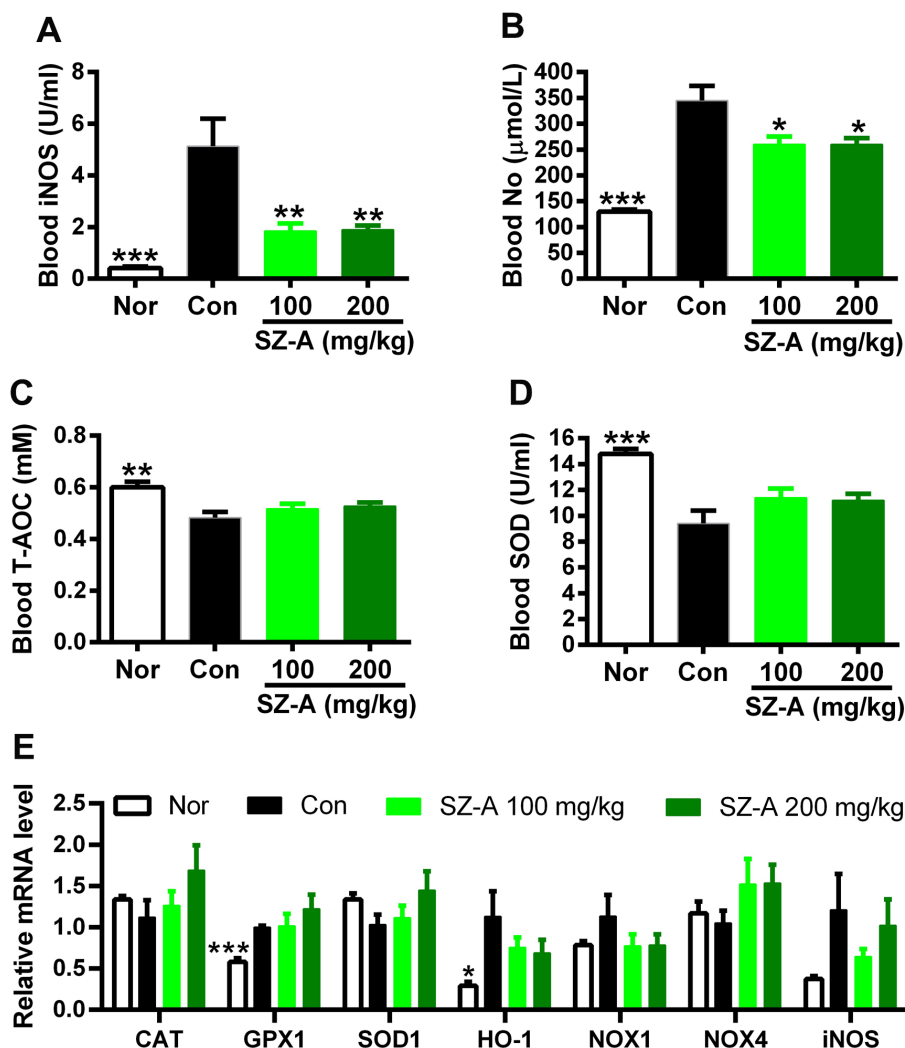 A
Blood iNOS (U/ml)
8
6
4
2
0
***
**
**
Nor Con 100 200
SZ-A (mg/kg)
B
Blood No (μmol/L)
400
350
300
250
200
150
100
50
0
***
*
*
Nor Con 100 200
SZ-A (mg/kg)
C
Blood T-AOC (mM)
0.8
0.6
0.4
0.2
0.0
**
Nor Con 100 200
SZ-A (mg/kg)
D
Blood SOD (U/ml)
16
14
12
10
8
6
4
2
0
***
Nor Con 100 200
SZ-A (mg/kg)
E
Relative mRNA level
2.5
2.0
1.5
1.0
0.5
0.0
Nor Con SZ-A 100 mg/kg SZ-A 200 mg/kg
***
*
CAT GPX1 SOD1 HO-1 NOX1 NOX4 iNOS